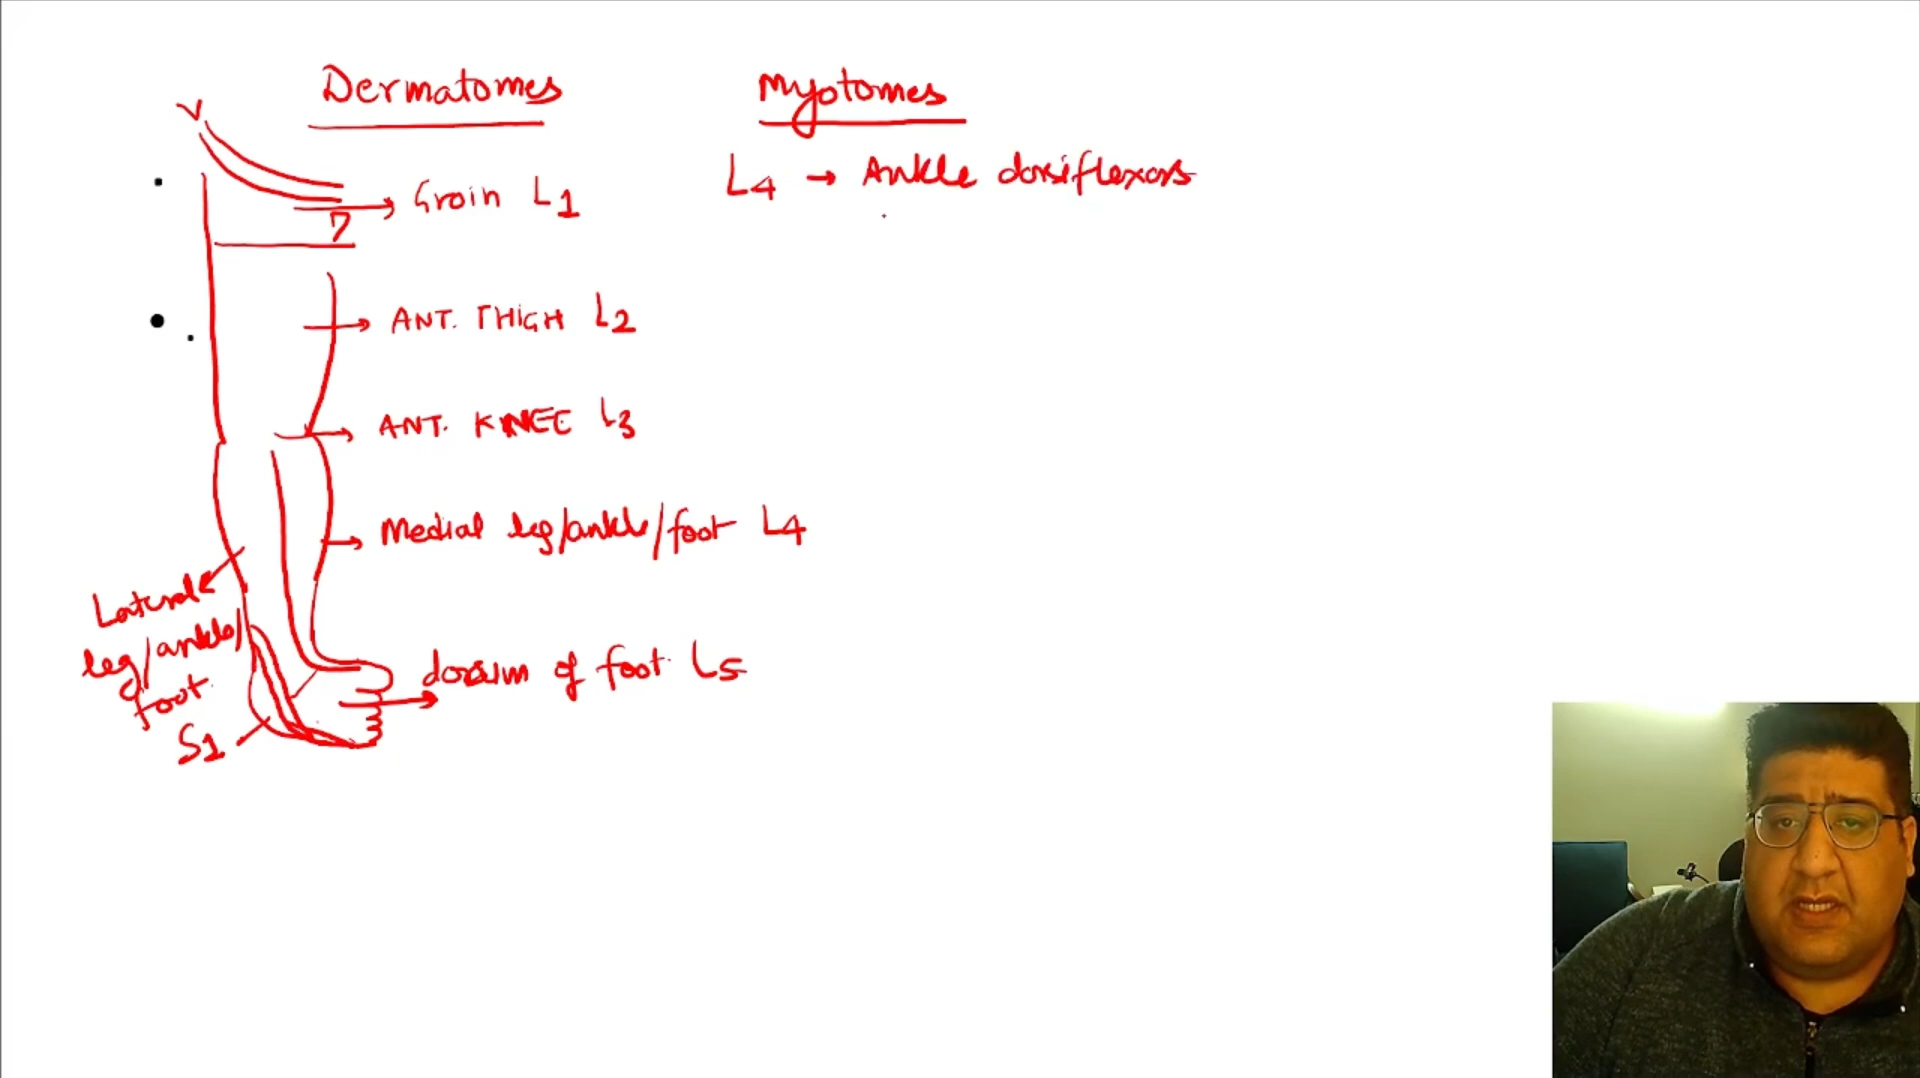 Dermatomes
Groin L1
ANT. THIGH L2
ANT. KNEE L3
Medial leg/ankle/foot L4
dorsum of foot L5
Lateral
leg/ankle/
foot
S1
Myotomes
L4 → Ankle dorsiflexors